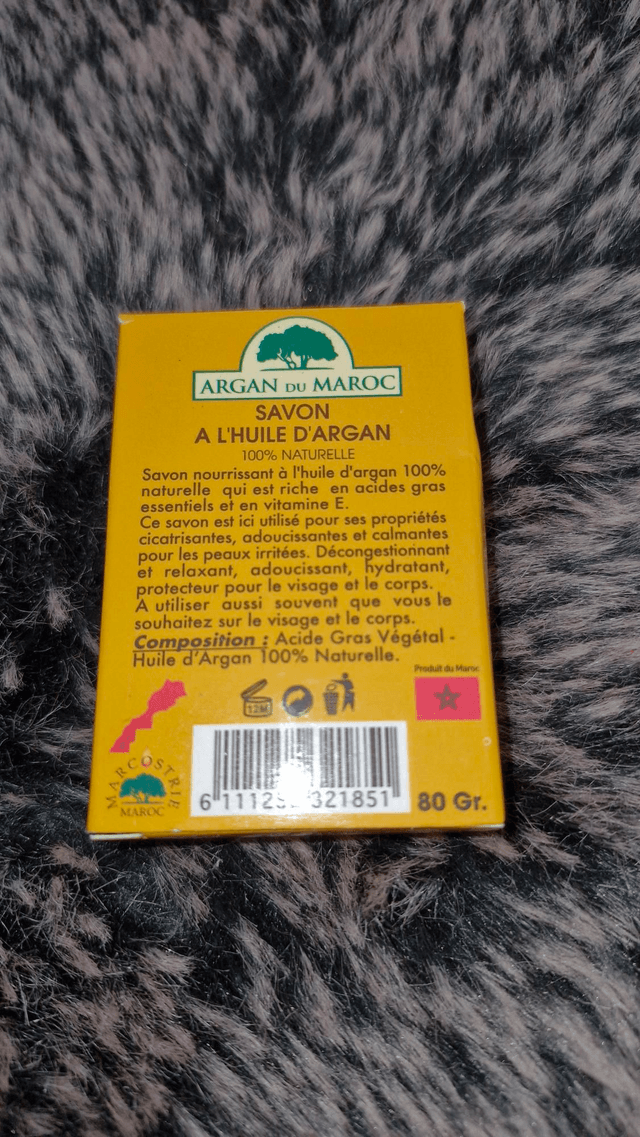 ARGAN DU MAROC
SAVON
A L'HUILE D'ARGAN
100% NATURELLE
Savon nourrissant à l'huile d'argan 100%
naturelle qui est riche en acides gras
essentiels et en vitamine E.
Ce savon est ici utilisé pour ses propriétés
cicatrisantes, adoucissantes et calmantes
pour les peaux irritées. Décongestionnant
et relaxant, adoucissant, hydratant,
protecteur pour le visage et le corps.
A utiliser aussi souvent que vous le
souhaitez sur le visage et le corps.
Composition : Acide Gras Végétal -
Huile d'Argan 100% Naturelle.
Produit du Maroc
12M
MARCOSTRIE
MAROC
6 321851
80 Gr.